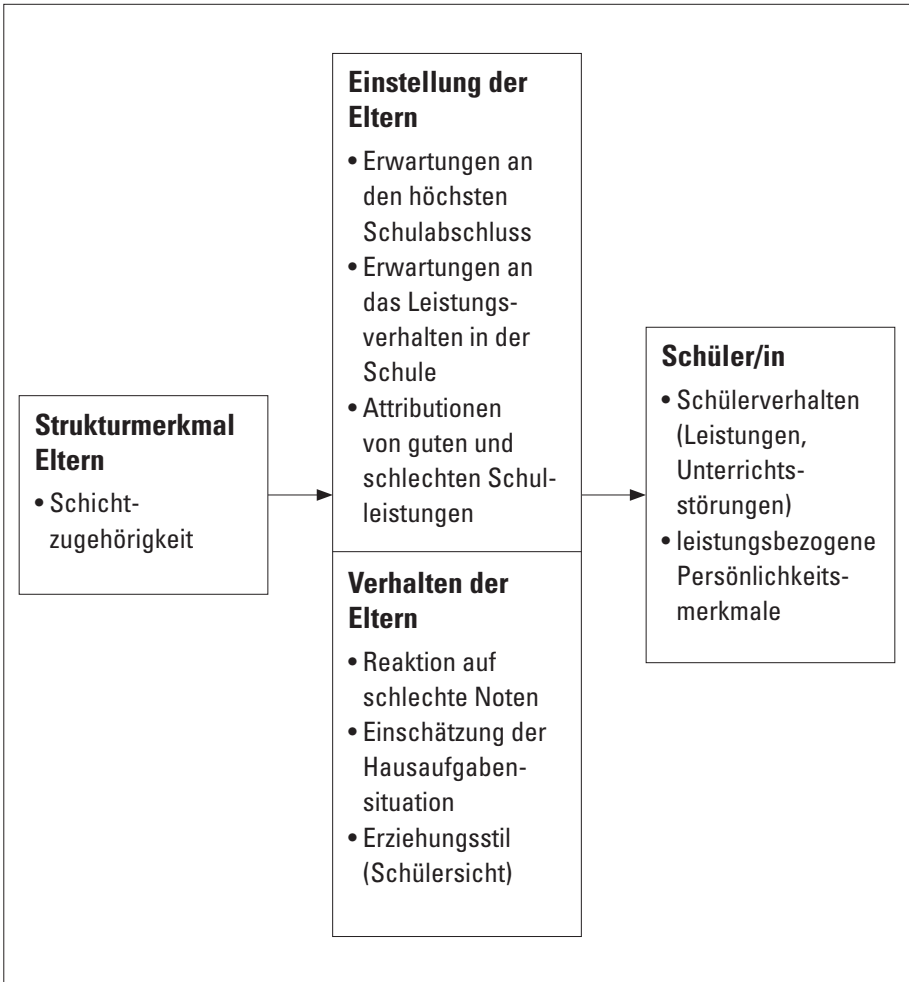 Strukturmerkmal
Eltern
• Schicht-
zugehörigkeit
Einstellung der
Eltern
• Erwartungen an
den höchsten
Schulabschluss
• Erwartungen an
das Leistungs-
verhalten in der
Schule
• Attributionen
von guten und
schlechten Schul-
leistungen
Verhalten der
Eltern
• Reaktion auf
schlechte Noten
• Einschätzung der
Hausaufgaben-
situation
• Erziehungsstil
(Schülersicht)
Schüler/in
• Schülerverhalten
(Leistungen,
Unterrichts-
störungen)
• leistungsbezogene
Persönlichkeits-
merkmale